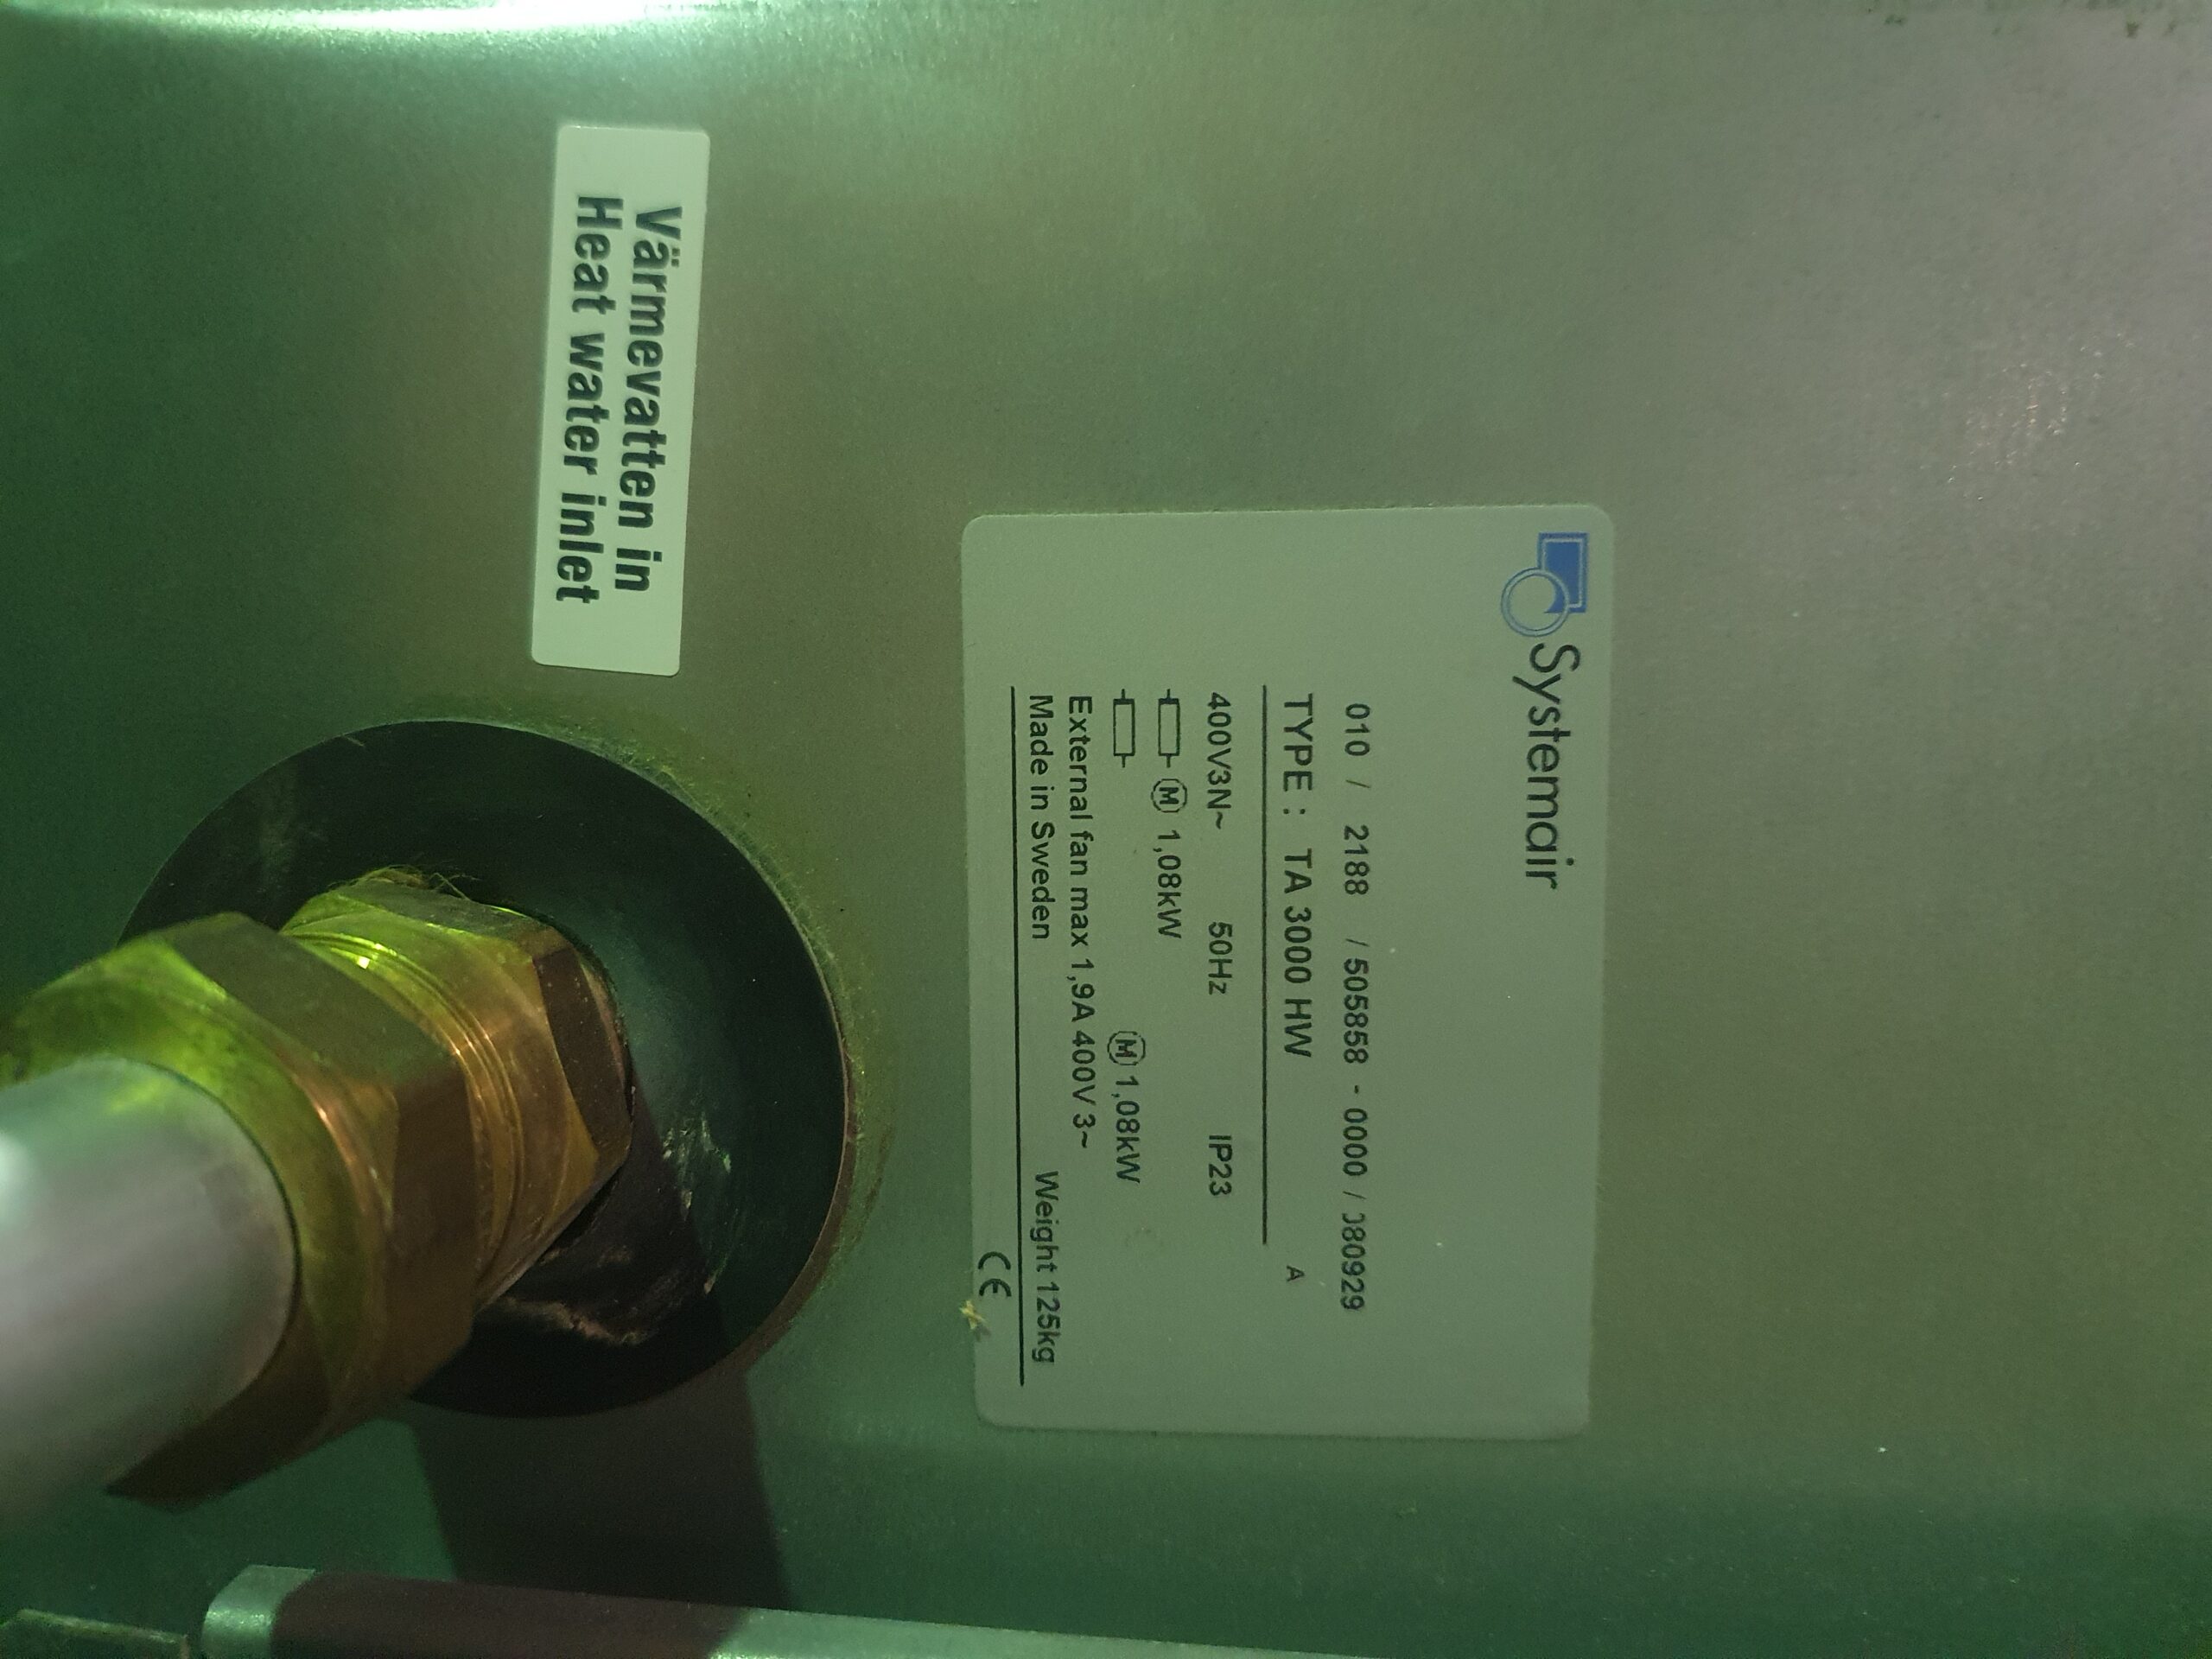 Systemair
010 / 2188 / 505858 - 0000 / 080929
TYPE : TA 3000 HW A
400V3N~ 50Hz IP23
M 1,08kW
M 1,08kW
External fan max 1,9A 400V 3~
Made in Sweden Weight 125kg
CE
Värmevatten in
Heat water inlet